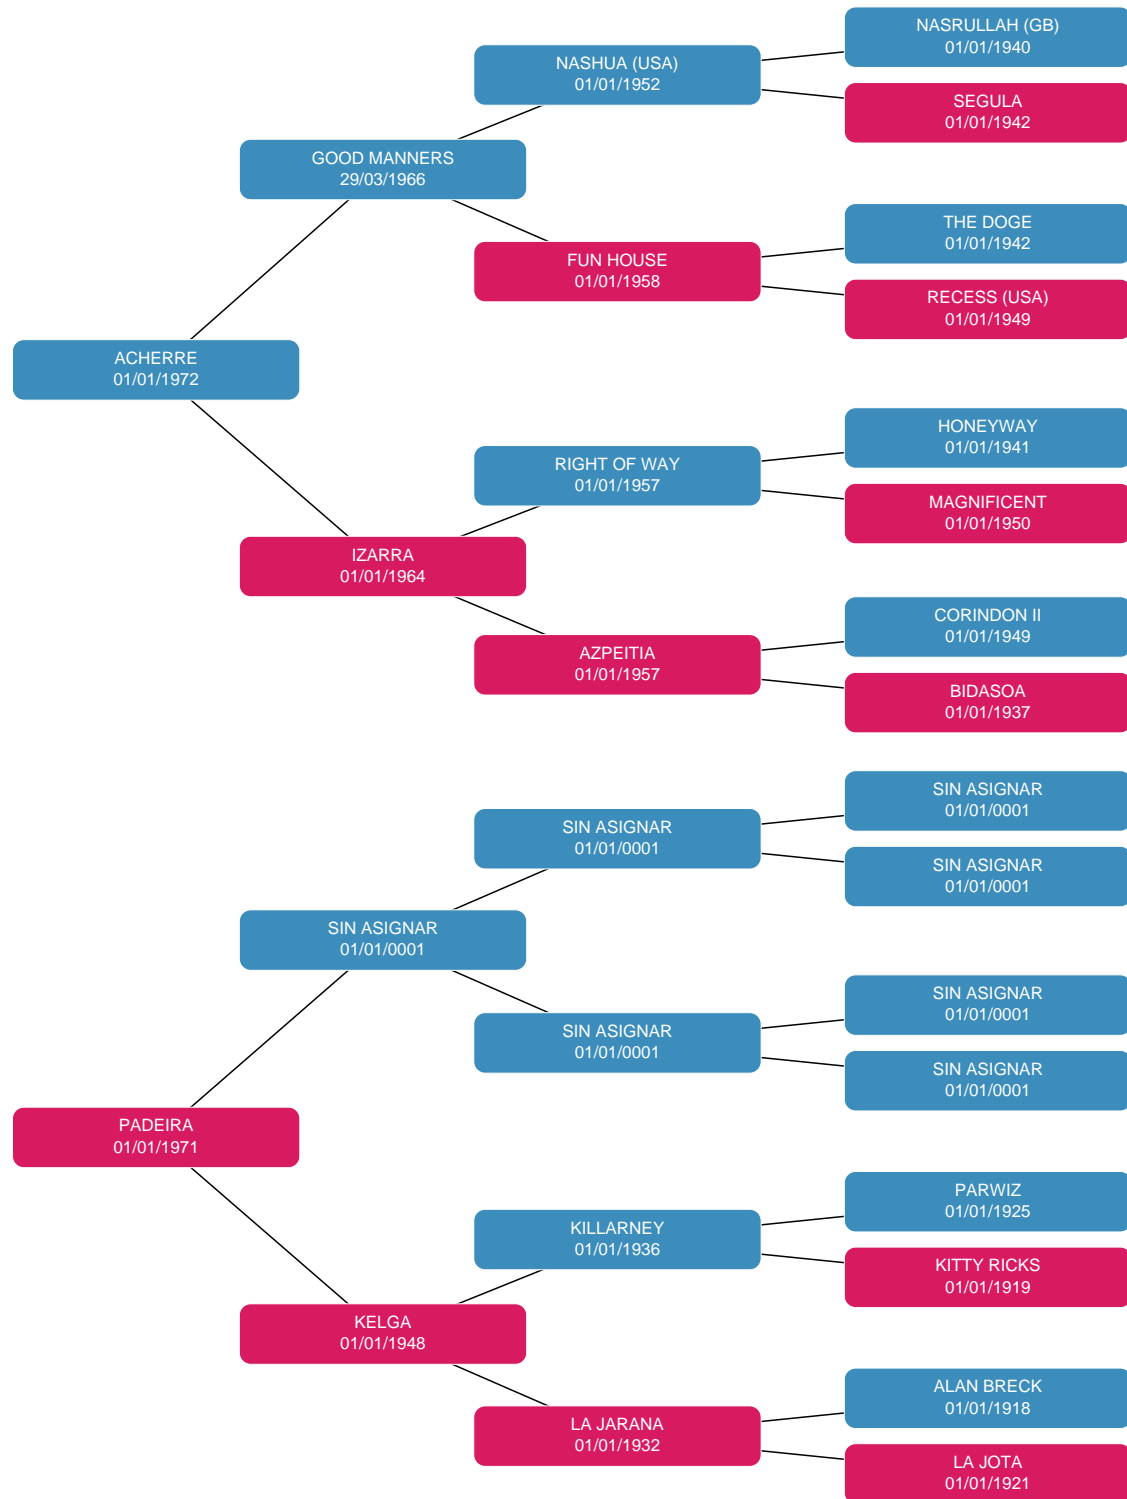 NASRULLAH (GB)
01/01/1940
NASHUA (USA)
01/01/1952
SEGULA
01/01/1942
GOOD MANNERS
29/03/1966
THE DOGE
01/01/1942
FUN HOUSE
01/01/1958
RECESS (USA)
01/01/1949
ACHERRE
01/01/1972
HONEYWAY
01/01/1941
RIGHT OF WAY
01/01/1957
MAGNIFICENT
01/01/1950
IZARRA
01/01/1964
CORINDON II
01/01/1949
AZPEITIA
01/01/1957
BIDASOA
01/01/1937
SIN ASIGNAR
01/01/0001
SIN ASIGNAR
01/01/0001
SIN ASIGNAR
01/01/0001
SIN ASIGNAR
01/01/0001
SIN ASIGNAR
01/01/0001
SIN ASIGNAR
01/01/0001
SIN ASIGNAR
01/01/0001
PADEIRA
01/01/1971
PARWIZ
01/01/1925
KILLARNEY
01/01/1936
KITTY RICKS
01/01/1919
KELGA
01/01/1948
ALAN BRECK
01/01/1918
LA JARANA
01/01/1932
LA JOTA
01/01/1921